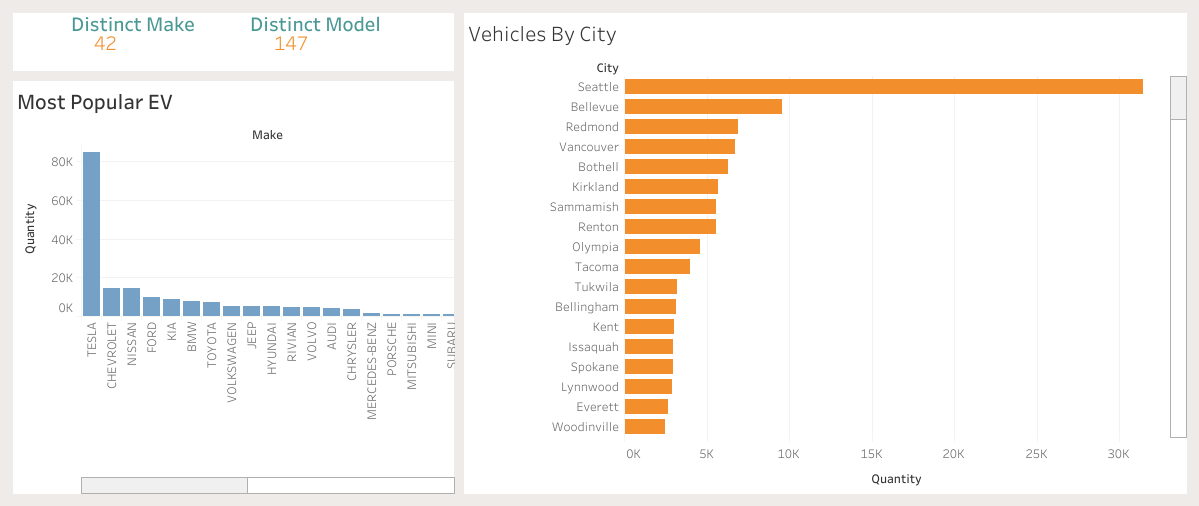 Distinct Make Distinct Model
42 147
Most Popular EV
Make
Quantity
80K
60K
40K
20K
0K
TESLA
CHEVROLET
NISSAN
FORD
KIA
BMW
TOYOTA
VOLKSWAGEN
JEEP
HYUNDAI
RIVIAN
VOLVO
AUDI
CHRYSLER
MERCEDES-BENZ
PORSCHE
MITSUBISHI
MINI
SUBARU
Vehicles By City
City
Seattle
Bellevue
Redmond
Vancouver
Bothell
Kirkland
Sammamish
Renton
Olympia
Tacoma
Tukwila
Bellingham
Kent
Issaquah
Spokane
Lynnwood
Everett
Woodinville
0K 5K 10K 15K 20K 25K 30K
Quantity